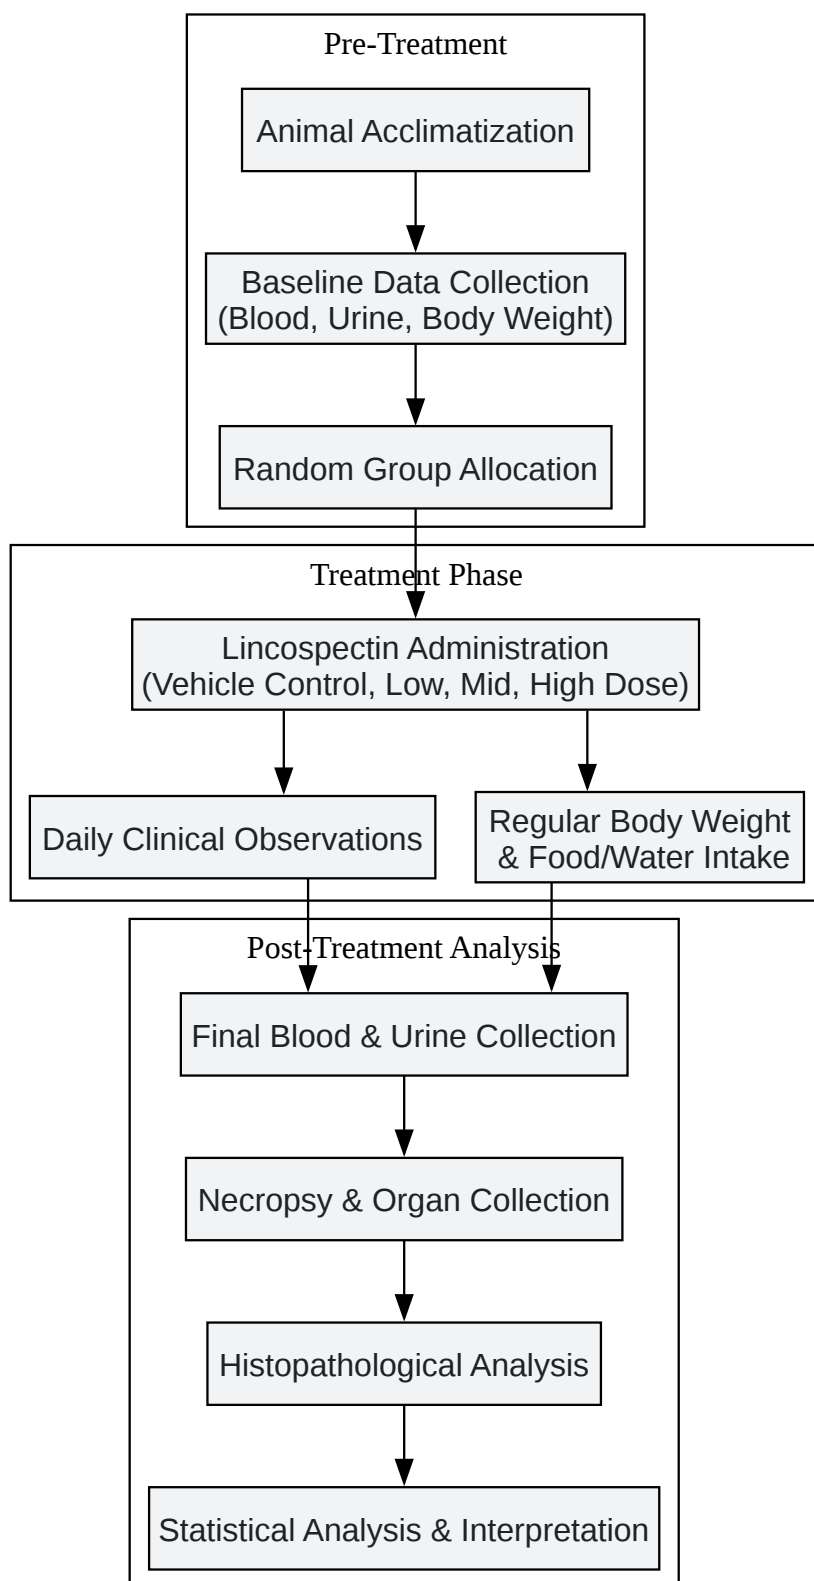 Pre-Treatment
Animal Acclimatization
Baseline Data Collection
(Blood, Urine, Body Weight)
Random Group Allocation
Treatment Phase
Lincospectin Administration
(Vehicle Control, Low, Mid, High Dose)
Daily Clinical Observations
Regular Body Weight
& Food/Water Intake
Post-Treatment Analysis
Final Blood & Urine Collection
Necropsy & Organ Collection
Histopathological Analysis
Statistical Analysis & Interpretation